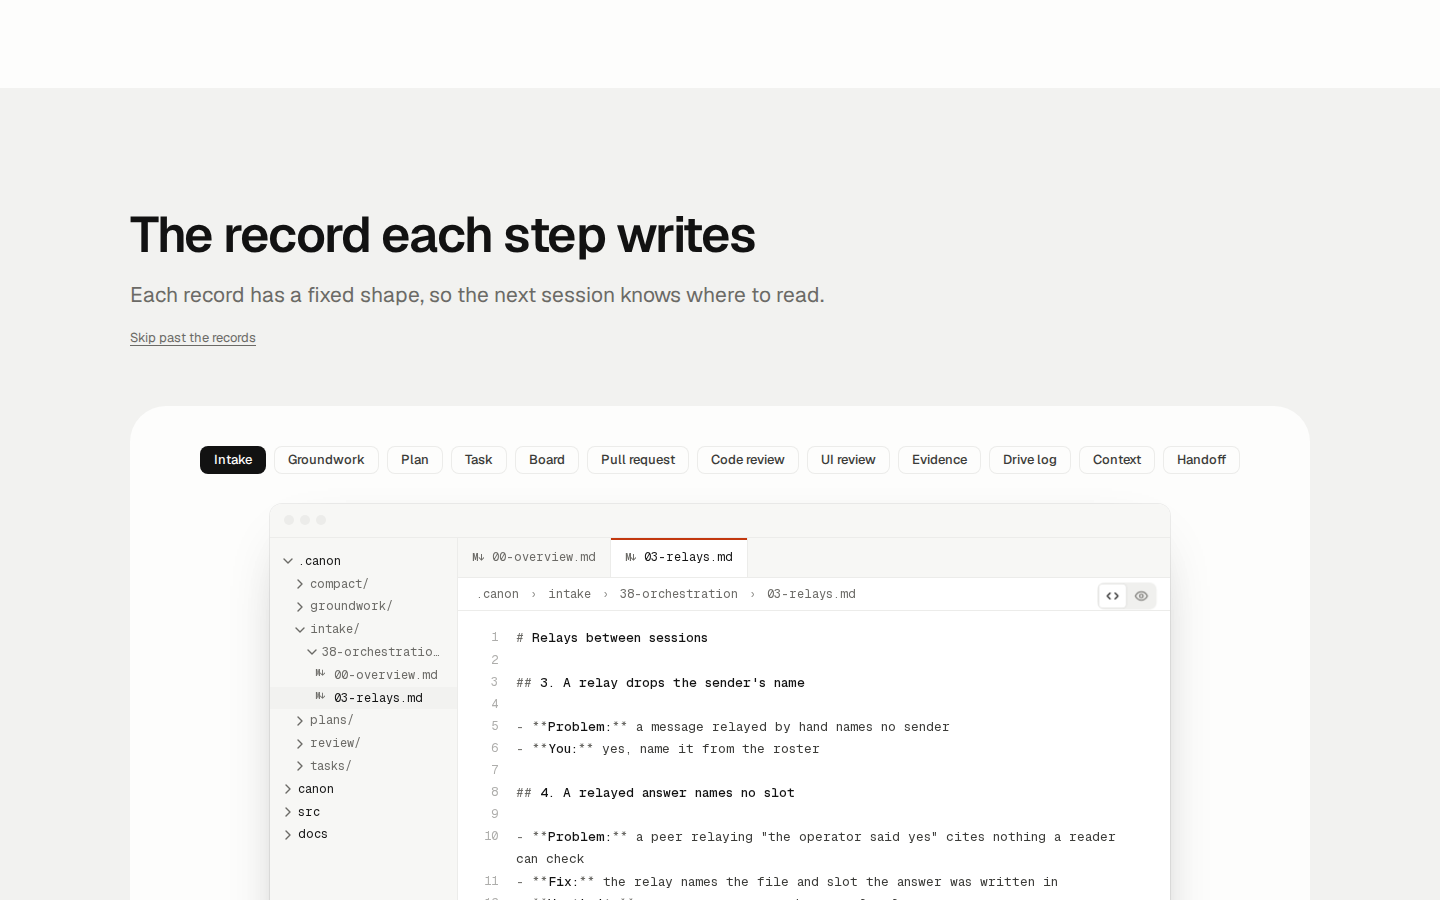 The record each step writes
Each record has a fixed shape, so the next session knows where to read.
Skip past the records
Intake Groundwork Plan Task Board Pull request Code review UI review Evidence Drive log Context Handoff
.canon
compact/
groundwork/
intake/
38-orchestratio…
00-overview.md
03-relays.md
plans/
review/
tasks/
canon
src
docs
00-overview.md 03-relays.md
.canon › intake › 38-orchestration › 03-relays.md
1 # Relays between sessions
2
3 ## 3. A relay drops the sender's name
4
5 - **Problem:** a message relayed by hand names no sender
6 - **You:** yes, name it from the roster
7
8 ## 4. A relayed answer names no slot
9
10 - **Problem:** a peer relaying "the operator said yes" cites nothing a reader
can check
11 - **Fix:** the relay names the file and slot the answer was written in